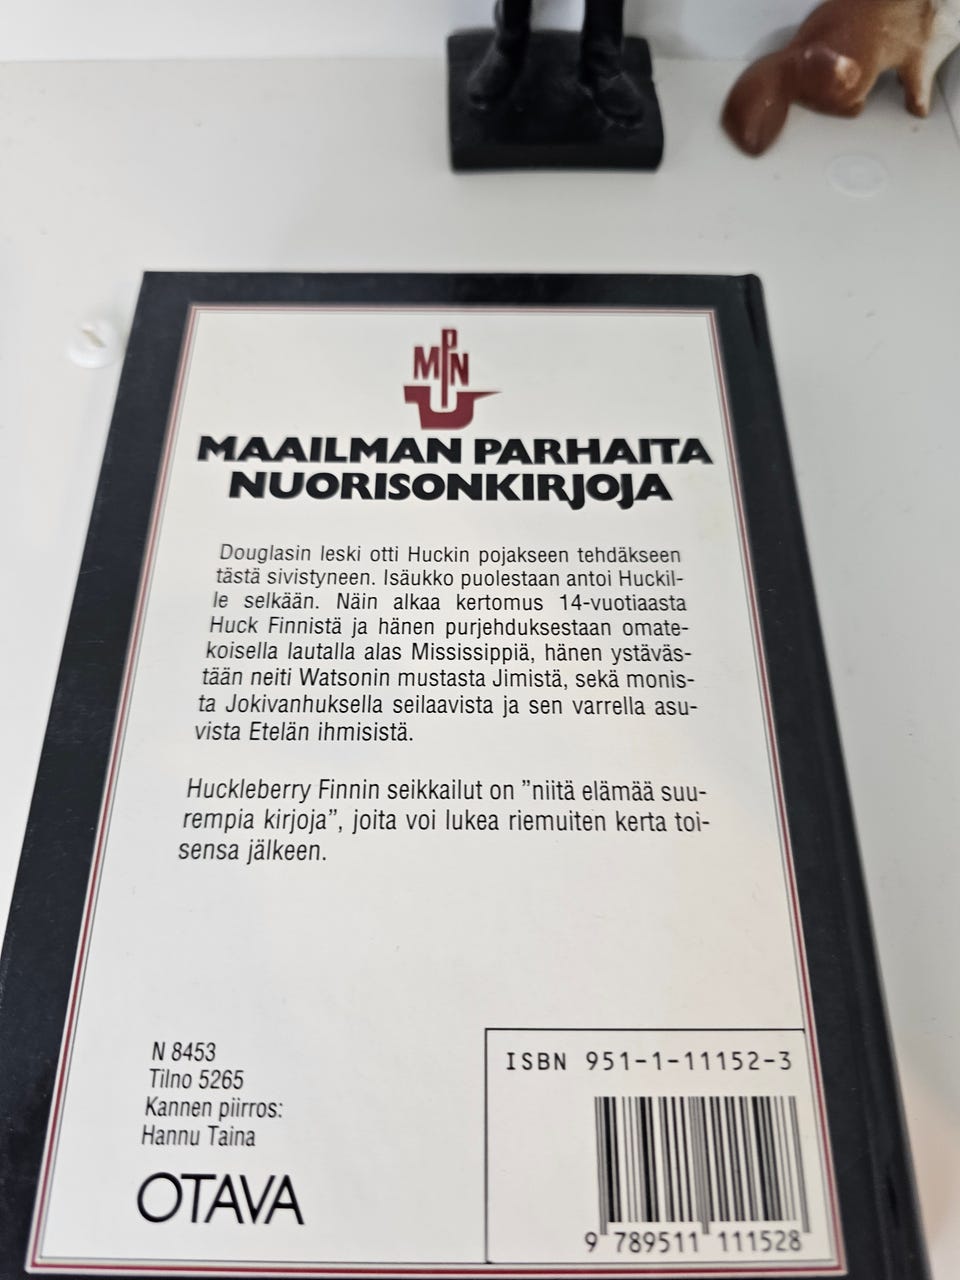 MPN
MAAILMAN PARHAITA
NUORISONKIRJOJA
Douglasin leski otti Huckin pojakseen tehdäkseen
tästä sivistyneen. Isäukko puolestaan antoi Huckil-
le selkään. Näin alkaa kertomus 14-vuotiaasta
Huck Finnistä ja hänen purjehduksestaan omate-
koisella lautalla alas Mississippiä, hänen ystäväs-
tään neiti Watsonin mustasta Jimistä, sekä monis-
ta Jokivanhuksella seilaavista ja sen varrella asu-
vista Etelän ihmisistä.
Huckleberry Finnin seikkailut on ”niitä elämää suu-
rempia kirjoja”, joita voi lukea riemuiten kerta toi-
sensa jälkeen.
N 8453
Tilno 5265
Kannen piirros:
Hannu Taina
OTAVA
ISBN 951-1-11152-3
9 789511 111528